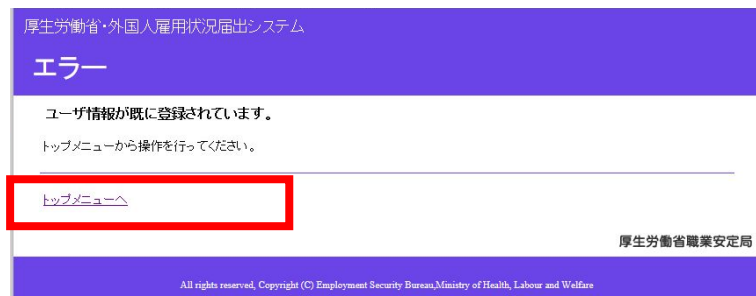 厚生労働省・外国人雇用状況届出システム
エラー
ユーザ情報が既に登録されています。
トップメニューから操作を行ってください。
トップメニューへ
厚生労働省職業安定局
All rights reserved, Copyright (C) Employment Security Bureau,Ministry of Health, Labour and Welfare